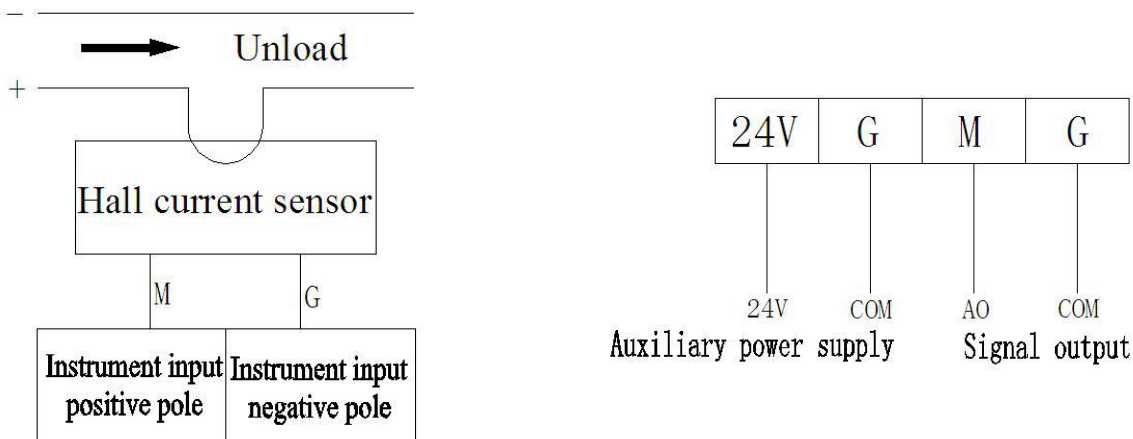 −
Unload
+
Hall current sensor
M
G
Instrument input
positive pole
Instrument input
negative pole
24V
G
M
G
24V
COM
AO
COM
Auxiliary power supply
Signal output